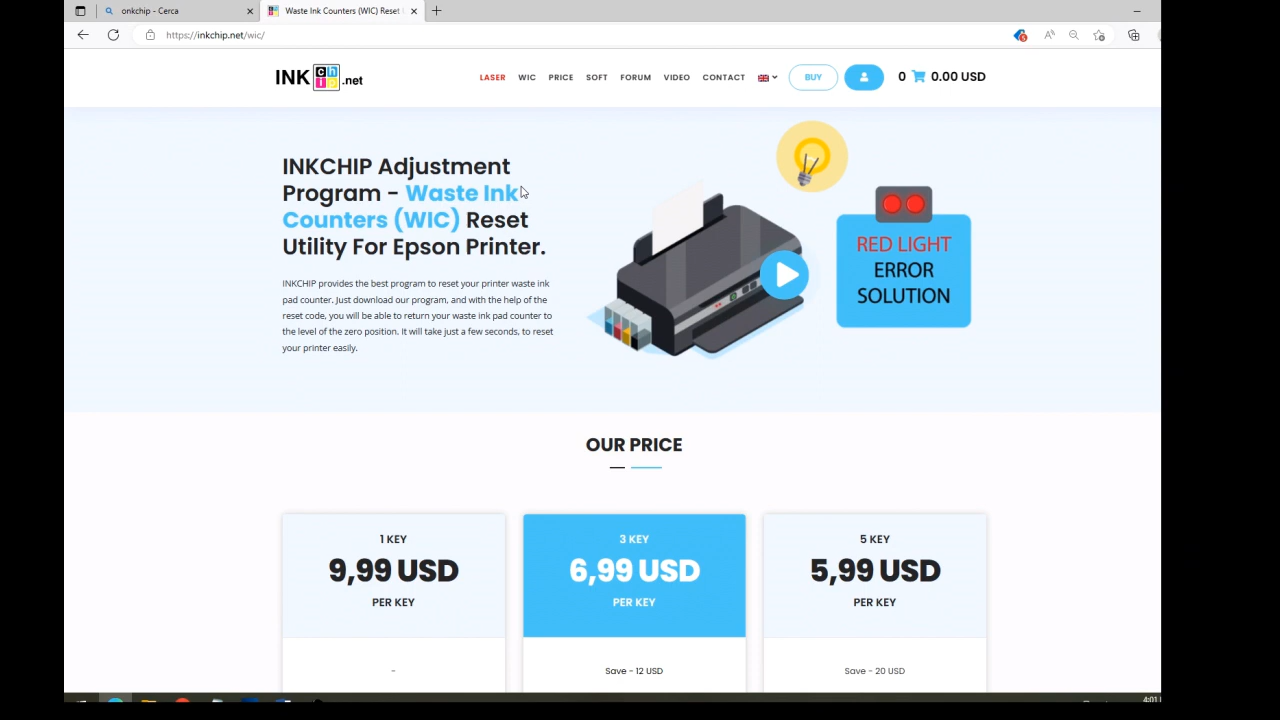 onkchip - Cerca
Waste Ink Counters (WIC) Reset
https://inkchip.net/wic/
INK chip .net
LASER WIC PRICE SOFT FORUM VIDEO CONTACT BUY 0 0.00 USD
INKCHIP Adjustment
Program - Waste Ink
Counters (WIC) Reset
Utility For Epson Printer.
INKCHIP provides the best program to reset your printer waste ink
pad counter. Just download our program, and with the help of the
reset code, you will be able to return your waste ink pad counter to
the level of the zero position. It will take just a few seconds, to reset
your printer easily.
RED LIGHT
ERROR
SOLUTION
OUR PRICE
1 KEY
9,99 USD
PER KEY
-
3 KEY
6,99 USD
PER KEY
Save - 12 USD
5 KEY
5,99 USD
PER KEY
Save - 20 USD